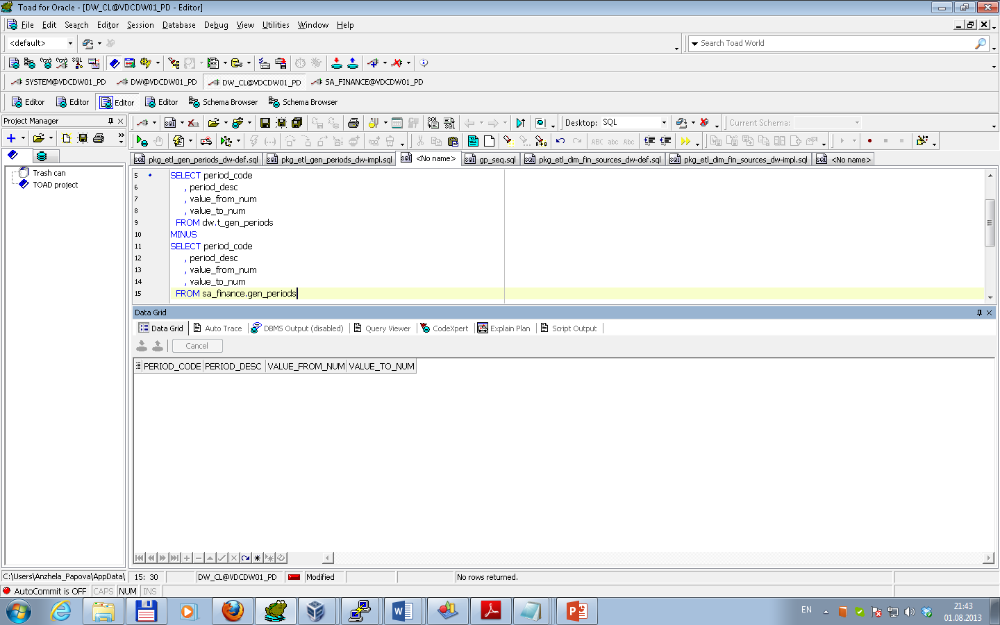 Toad for Oracle - [DW_CL@VDCDW01_PD - Editor]
File Edit Search Editor Session Database Debug View Utilities Window Help
<default> Search Toad World
SQL
SYSTEM@VDCDW01_PD DW@VDCDW01_PD DW_CL@VDCDW01_PD SA_FINANCE@VDCDW01_PD
Editor Editor Editor Editor Schema Browser Schema Browser
Project Manager Desktop: SQL Current Schema:
pkg_etl_gen_periods_dw-def.sql pkg_etl_gen_periods_dw-impl.sql <No name> gp_seq.sql pkg_etl_dim_fin_sources_dw-def.sql pkg_etl_dim_fin_sources_dw-impl.sql <No name>
Trash can
TOAD project
5 SELECT period_code
6 , period_desc
7 , value_from_num
8 , value_to_num
9 FROM dw.t_gen_periods
10 MINUS
11 SELECT period_code
12 , period_desc
13 , value_from_num
14 , value_to_num
15 FROM sa_finance.gen_periods
Data Grid
Data Grid Auto Trace DBMS Output (disabled) Query Viewer CodeXpert Explain Plan Script Output
Cancel
PERIOD_CODE PERIOD_DESC VALUE_FROM_NUM VALUE_TO_NUM
C:\Users\Anzhela_Papova\AppData\ 15: 30 DW_CL@VDCDW01_PD Modified No rows returned.
AutoCommit is OFF CAPS NUM INS
EN 21:43
01.08.2013